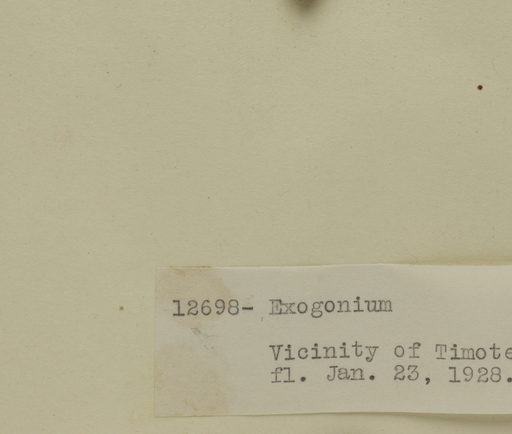 12698- Exogonium
Vicinity of Timote
fl. Jan. 23, 1928.